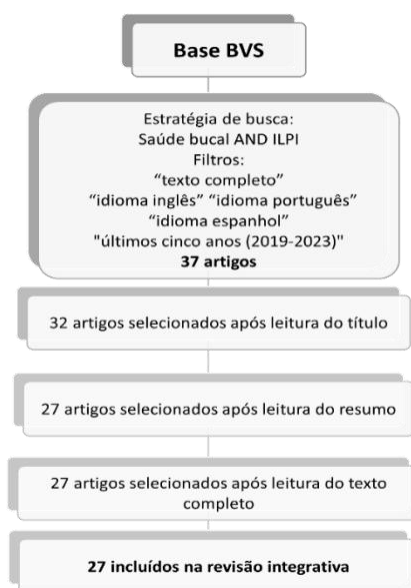 Base BVS
Estratégia de busca:
Saúde bucal AND ILPI
Filtros:
“texto completo”
“idioma inglês” “idioma português”
“idioma espanhol”
"últimos cinco anos (2019-2023)"
37 artigos
32 artigos selecionados após leitura do título
27 artigos selecionados após leitura do resumo
27 artigos selecionados após leitura do texto
completo
27 incluídos na revisão integrativa